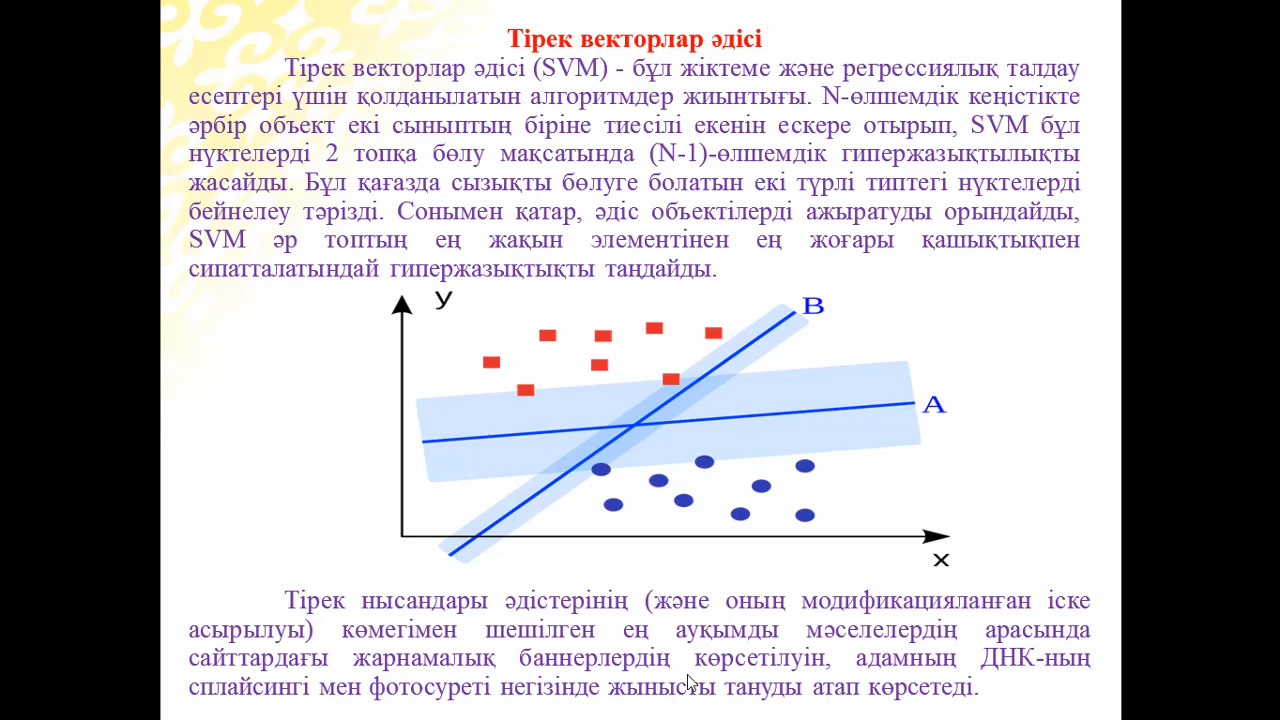 Тірек векторлар әдісі
Тірек векторлар әдісі (SVM) - бұл жіктеме және регрессиялық талдау
есептері үшін қолданылатын алгоритмдер жиынтығы. N-өлшемдік кеңістікте
әрбір объект екі сыныптың біріне тиесілі екенін ескере отырып, SVM бұл
нүктелерді 2 топқа бөлу мақсатында (N-1)-өлшемдік гипержазықтылықты
жасайды. Бұл қағазда сызықты бөлуге болатын екі түрлі типтегі нүктелерді
бейнелеу тәрізді. Сонымен қатар, әдіс объектілерді ажыратуды орындайды,
SVM әр топтың ең жақын элементінен ең жоғары қашықтықпен
сипатталатындай гипержазықтықты таңдайды.
У
B
A
x
Тірек нысандары әдістерінің (және оның модификацияланған іске
асырылуы) көмегімен шешілген ең ауқымды мәселелердің арасында
сайттардағы жарнамалық баннерлердің көрсетілуін, адамның ДНК-ның
сплайсингі мен фотосуреті негізінде жынысты тануды атап көрсетеді.